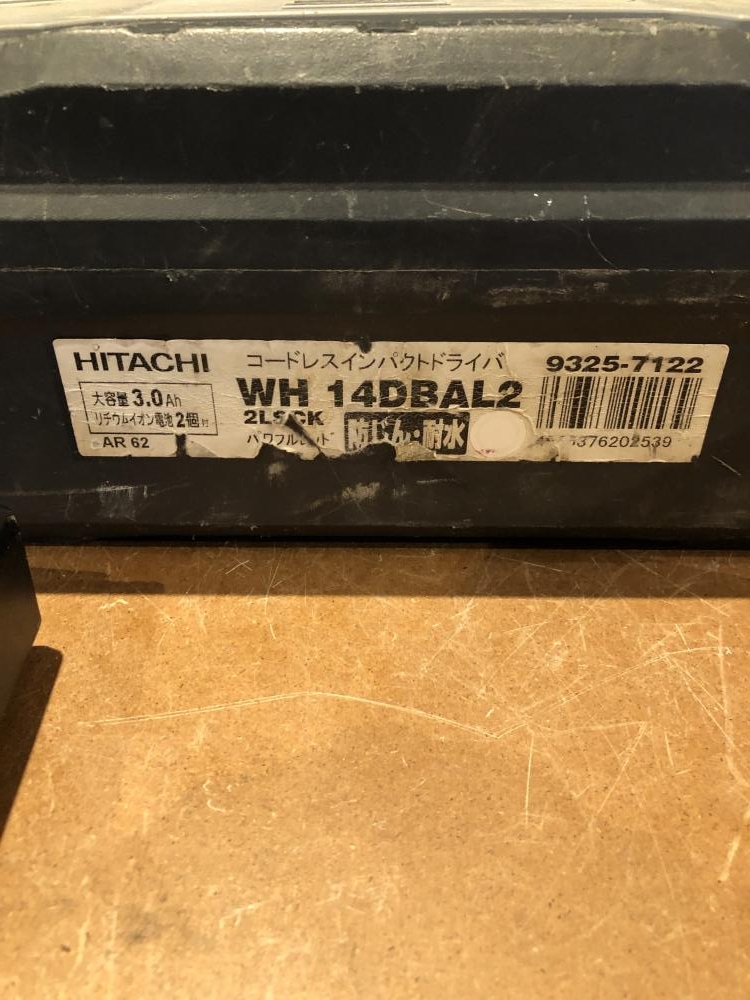 HITACHI コードレスインパクトドライバ 9325-7122
大容量 3.0Ah
リチウムイオン電池 2個付
WH 14DBAL2
2LSCK
防じん・耐水
AR 62
376202539